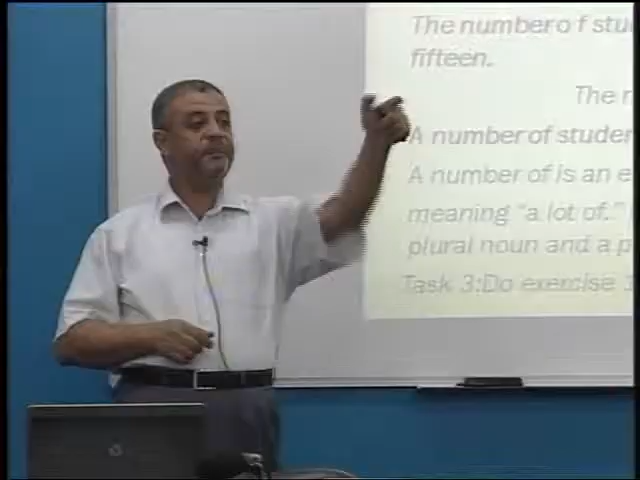 The number o f stu
fifteen.
The
A number of studen
A number of is an e
meaning "a lot of."
plural noun and a p
Task 3:Do exercise